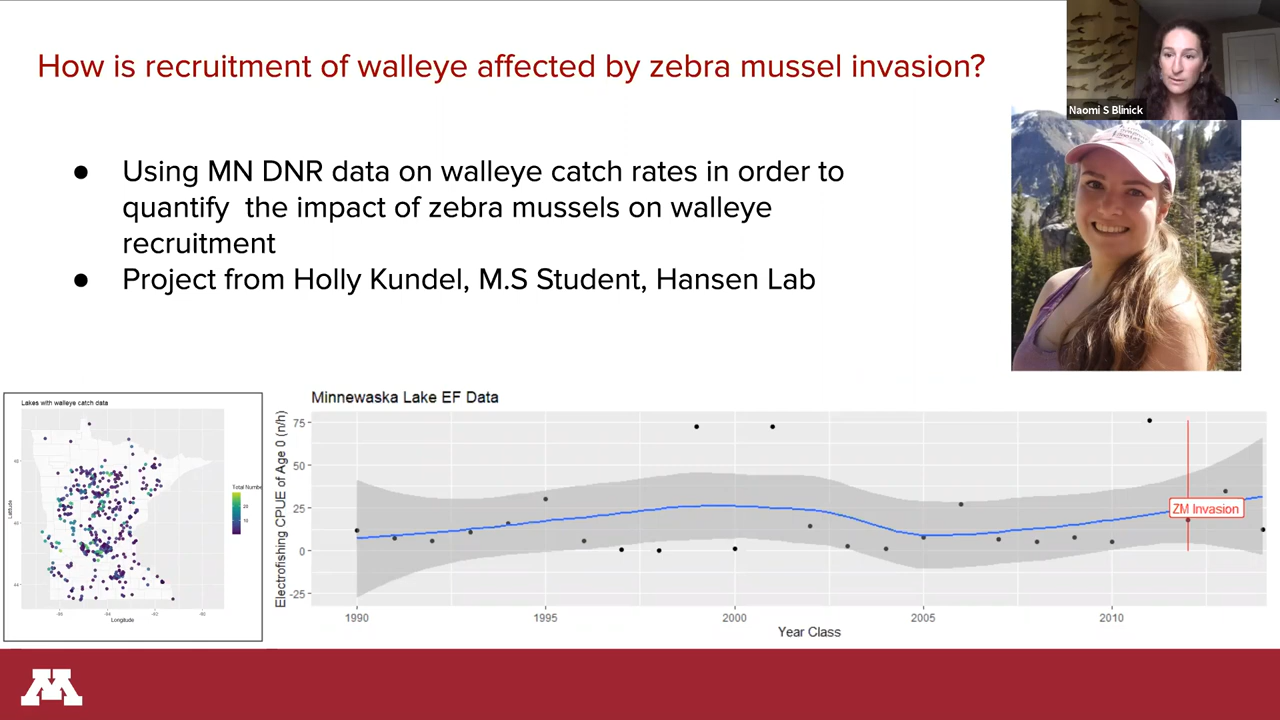 How is recruitment of walleye affected by zebra mussel invasion?
Naomi S Blinick
● Using MN DNR data on walleye catch rates in order to
quantify  the impact of zebra mussels on walleye
recruitment
● Project from Holly Kundel, M.S Student, Hansen Lab
Lakes with walleye catch data
Latitude
Longitude
Total Numbe
20
10
Minnewaska Lake EF Data
Electrofishing CPUE of Age 0 (n/h)
75
50
25
0
-25
ZM Invasion
1990 1995 2000 2005 2010
Year Class
M